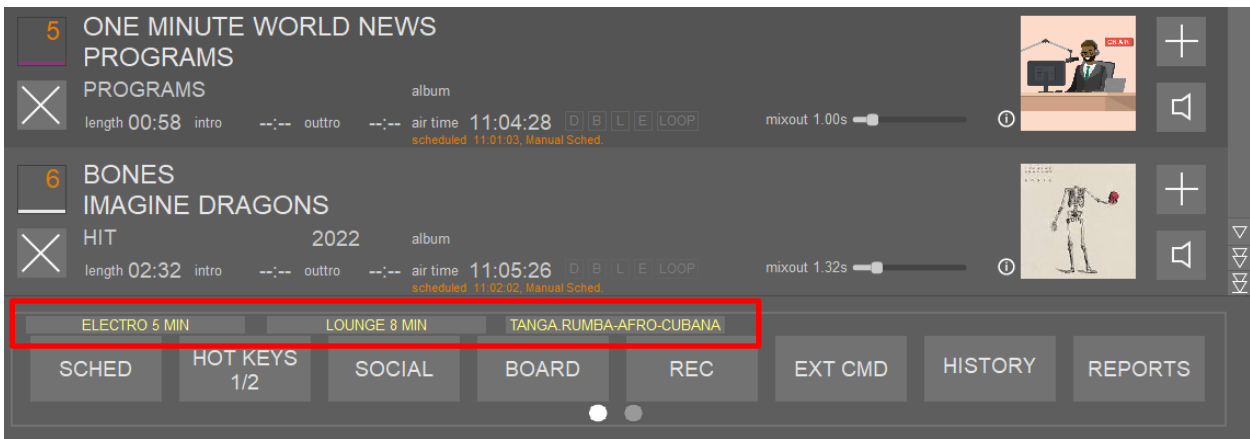 5 ONE MINUTE WORLD NEWS
PROGRAMS
PROGRAMS album
length 00:58 intro --:-- outtro --:-- air time 11:04:28 D B L E LOOP mixout 1.00s
scheduled 11:01:03, Manual Sched.
6 BONES
IMAGINE DRAGONS
HIT 2022 album
length 02:32 intro --:-- outtro --:-- air time 11:05:26 D B L E LOOP mixout 1.32s
scheduled 11:02:02, Manual Sched.
ELECTRO 5 MIN LOUNGE 8 MIN TANGA.RUMBA-AFRO-CUBANA
SCHED HOT KEYS SOCIAL BOARD REC EXT CMD HISTORY REPORTS
1/2